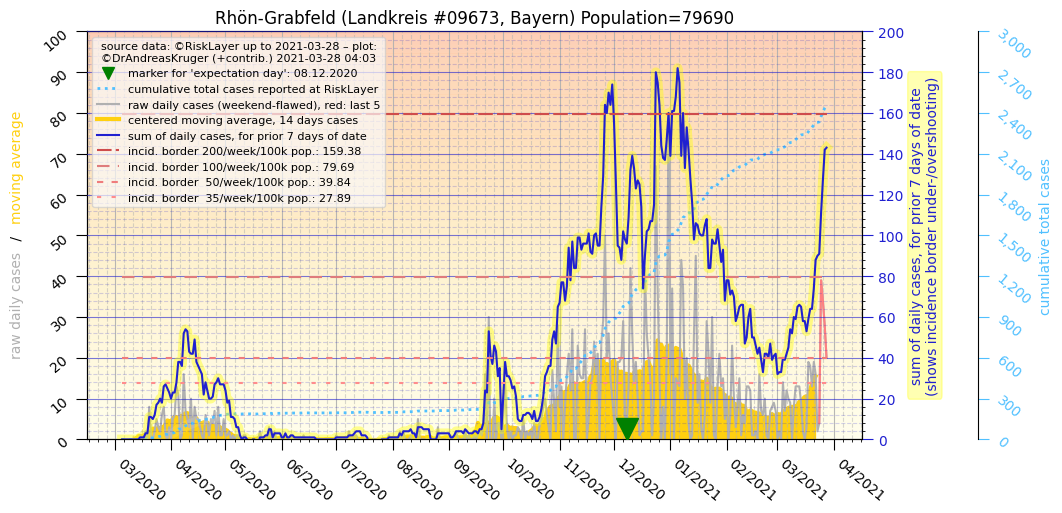 Rhön-Grabfeld (Landkreis #09673, Bayern) Population=79690
source data: ©RiskLayer up to 2021-03-28 – plot:
©DrAndreasKruger (+contrib.) 2021-03-28 04:03
marker for 'expectation day': 08.12.2020
cumulative total cases reported at RiskLayer
raw daily cases (weekend-flawed), red: last 5
centered moving average, 14 days cases
sum of daily cases, for prior 7 days of date
incid. border 200/week/100k pop.: 159.38
incid. border 100/week/100k pop.: 79.69
incid. border  50/week/100k pop.: 39.84
incid. border  35/week/100k pop.: 27.89
raw daily cases / moving average
100
90
80
70
60
50
40
30
20
10
0
03/2020
04/2020
05/2020
06/2020
07/2020
08/2020
09/2020
10/2020
11/2020
12/2020
01/2021
02/2021
03/2021
04/2021
200
180
160
140
120
100
80
60
40
20
0
sum of daily cases, for prior 7 days of date
(shows incidence border under-/overshooting)
3,000
2,700
2,400
2,100
1,800
1,500
1,200
900
600
300
0
cumulative total cases